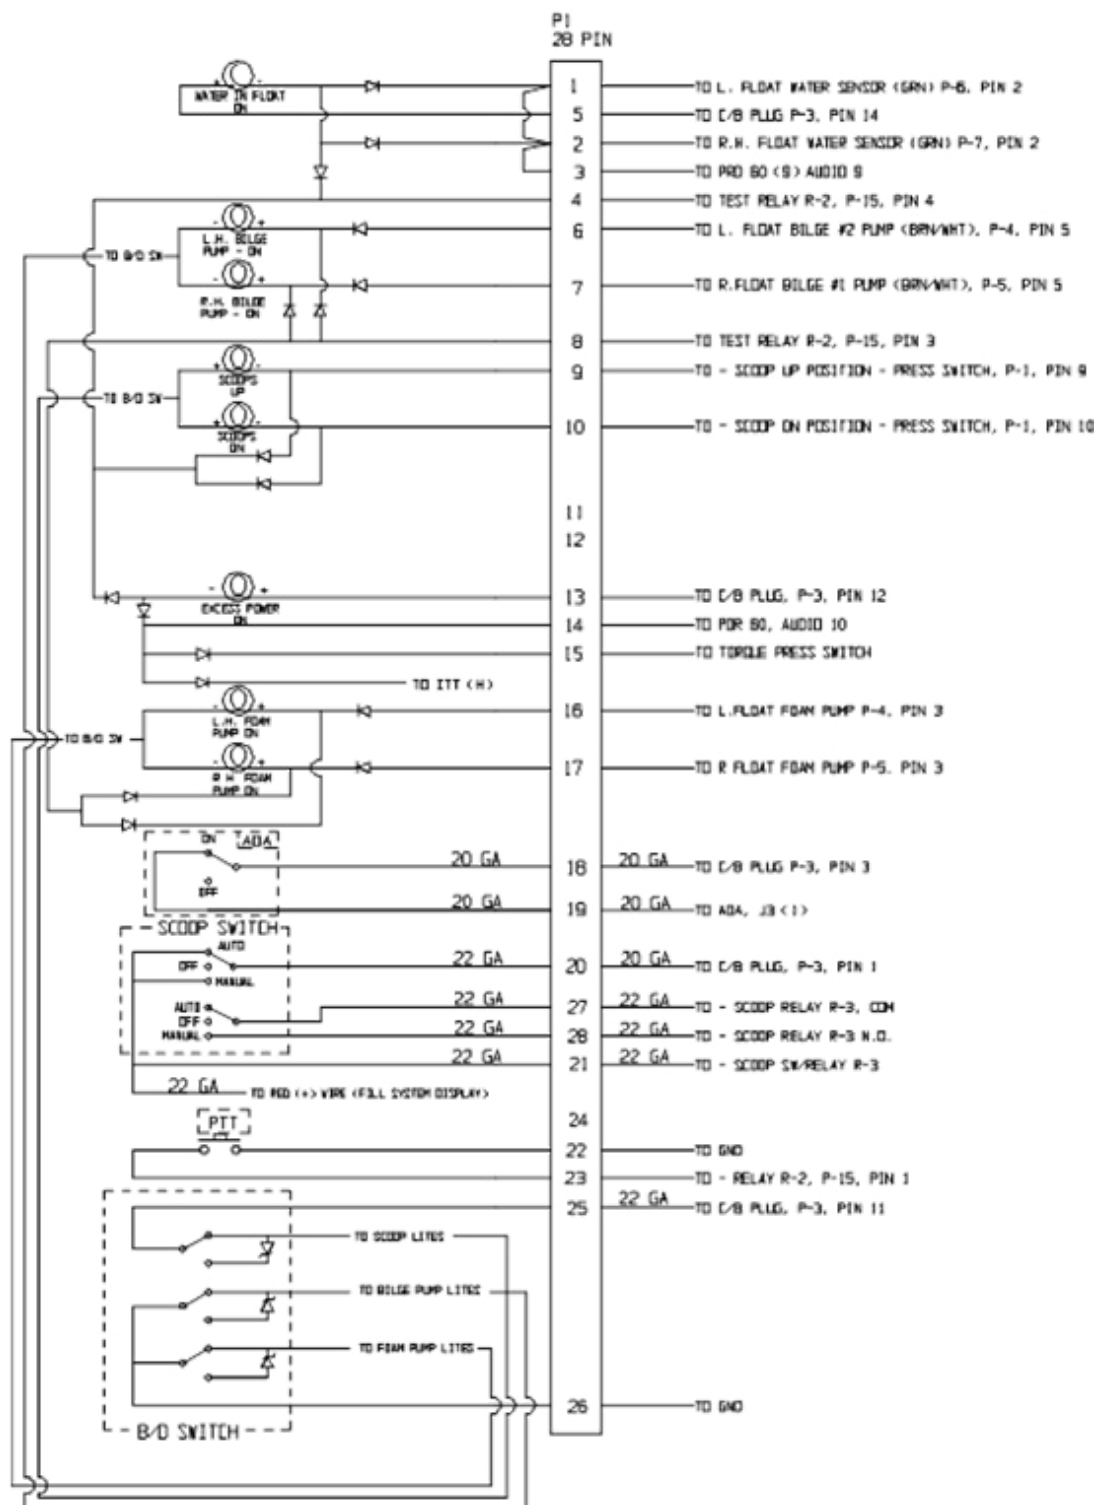 P1
28 PIN
WATER IN FLOAT
ON
1
TO L. FLOAT WATER SENSOR (GRN) P-6, PIN 2
5
TO C/B PLUG P-3, PIN 14
2
TO R.H. FLOAT WATER SENSOR (GRN) P-7, PIN 2
3
TO PRO 60 (9) AUDIO 9
4
TO TEST RELAY R-2, P-15, PIN 4
- +
L.H. BILGE
PUMP - ON
6
TO L. FLOAT BILGE #2 PUMP (BRN/WHT), P-4, PIN 5
TO B/D SW
- +
R.H. BILGE
PUMP - ON
7
TO R.FLOAT BILGE #1 PUMP (BRN/WHT), P-5, PIN 5
8
TO TEST RELAY R-2, P-15, PIN 3
+ -
SCOOPS
UP
9
TO - SCOOP UP POSITION - PRESS SWITCH, P-1, PIN 9
TO B/D SW
+ -
SCOOPS
ON
10
TO - SCOOP ON POSITION - PRESS SWITCH, P-1, PIN 10
11
12
- +
EXCESS POWER
ON
13
TO C/B PLUG, P-3, PIN 12
14
TO PDR 60, AUDIO 10
15
TO TORQUE PRESS SWITCH
TO ITT (H)
- +
L.H. FOAM
PUMP ON
16
TO L.FLOAT FOAM PUMP P-4, PIN 3
TO B/D SW
- +
R H FOAM
PUMP ON
17
TO R FLOAT FOAM PUMP P-5. PIN 3
ON
ADA
OFF
20 GA
18
20 GA
TO C/B PLUG P-3, PIN 3
20 GA
19
20 GA
TO ADA, J3 (1)
SCOOP SWITCH
AUTO
OFF
MANUAL
22 GA
20
20 GA
TO C/B PLUG, P-3, PIN 1
AUTO
OFF
MANUAL
22 GA
27
22 GA
TO - SCOOP RELAY R-3, COM
22 GA
28
22 GA
TO - SCOOP RELAY R-3 N.O.
22 GA
21
22 GA
TO - SCOOP SW/RELAY R-3
22 GA
TO RED (+) WIRE (FILL SYSTEM DISPLAY)
24
PTT
22
TO GND
23
TO - RELAY R-2, P-15, PIN 1
25
22 GA
TO C/B PLUG, P-3, PIN 11
TO SCOOP LITES
TO BILGE PUMP LITES
TO FOAM PUMP LITES
26
TO GND
B/D SWITCH